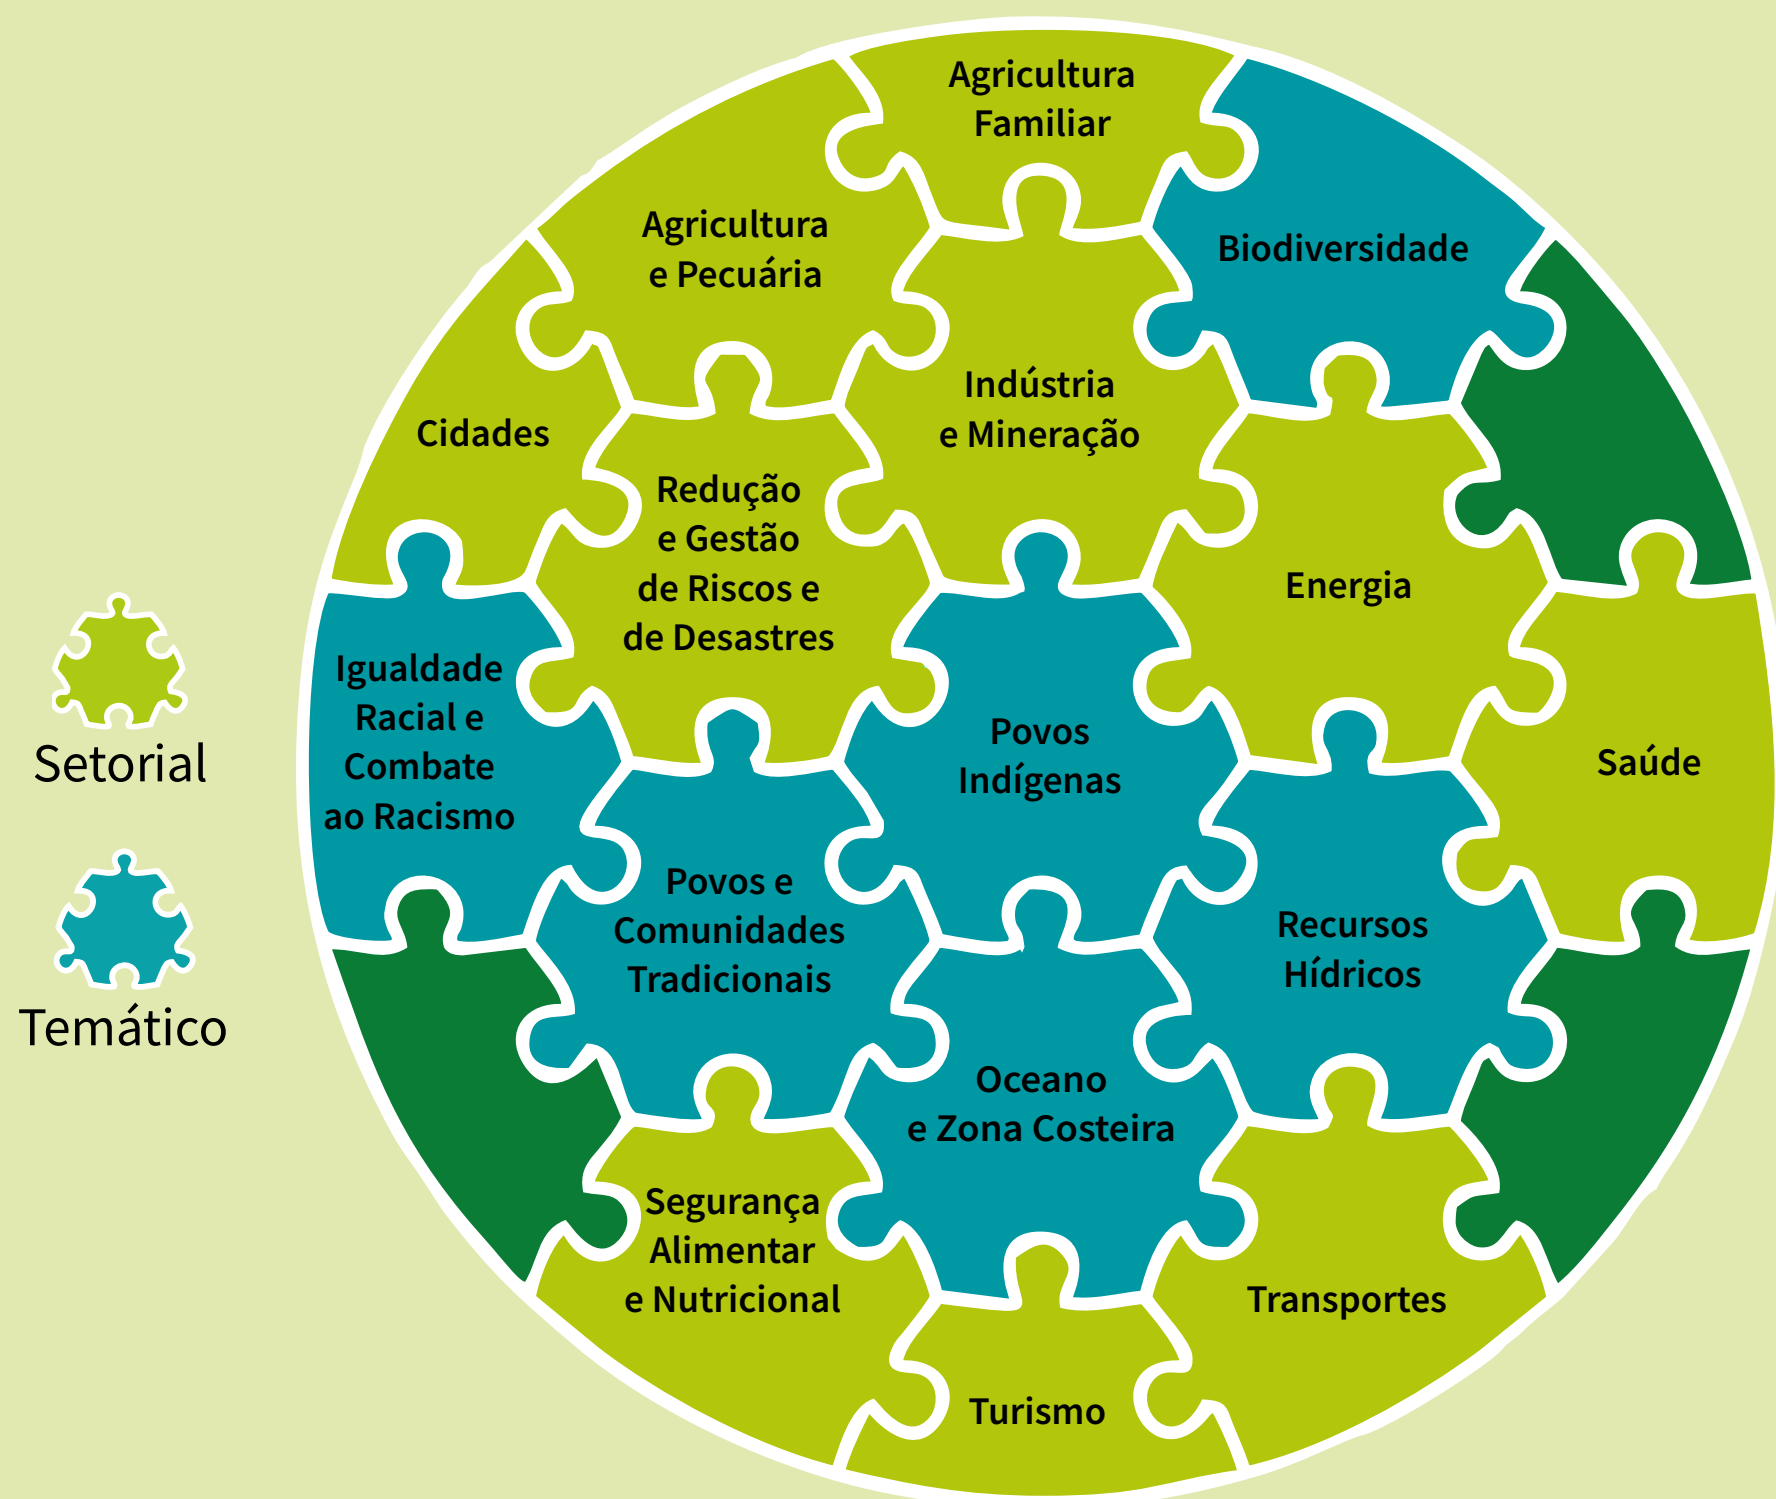 Agricultura
Familiar
Agricultura
e Pecuária
Biodiversidade
Indústria
e Mineração
Cidades
Redução
e Gestão
de Riscos e
de Desastres
Energia
Igualdade
Racial e
Combate
ao Racismo
Povos
Indígenas
Saúde
Setorial
Povos e
Comunidades
Tradicionais
Recursos
Hídricos
Temático
Oceano
e Zona Costeira
Segurança
Alimentar
e Nutricional
Transportes
Turismo